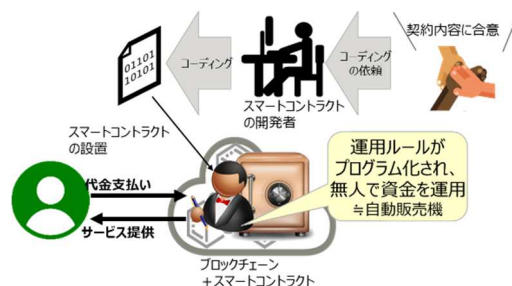 契約内容に合意
コーディング
の依頼
コーディング
01101
10101
スマートコントラクト
の開発者
スマートコントラクト
の設置
運用ルールが
プログラム化され、
無人で資金を運用
≒自動販売機
代金支払い
サービス提供
ブロックチェーン
＋スマートコントラクト